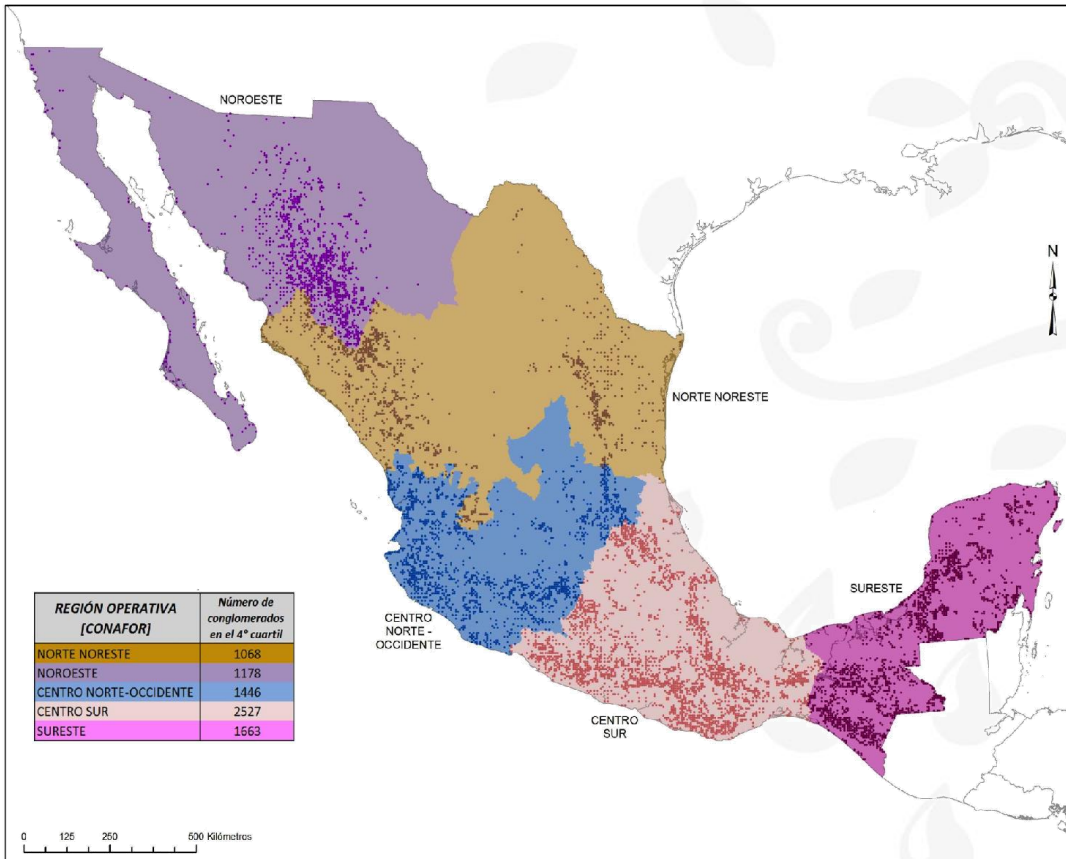 NOROESTE
N
NORTE NORESTE
SURESTE
CENTRO
NORTE -
OCCIDENTE
CENTRO
SUR
REGIÓN OPERATIVA
[CONAFOR]
Número de
conglomerados
en el 4° cuartil
NORTE NORESTE 1068
NOROESTE 1178
CENTRO NORTE-OCCIDENTE 1446
CENTRO SUR 2527
SURESTE 1663
0 125 250 500 Kilómetros